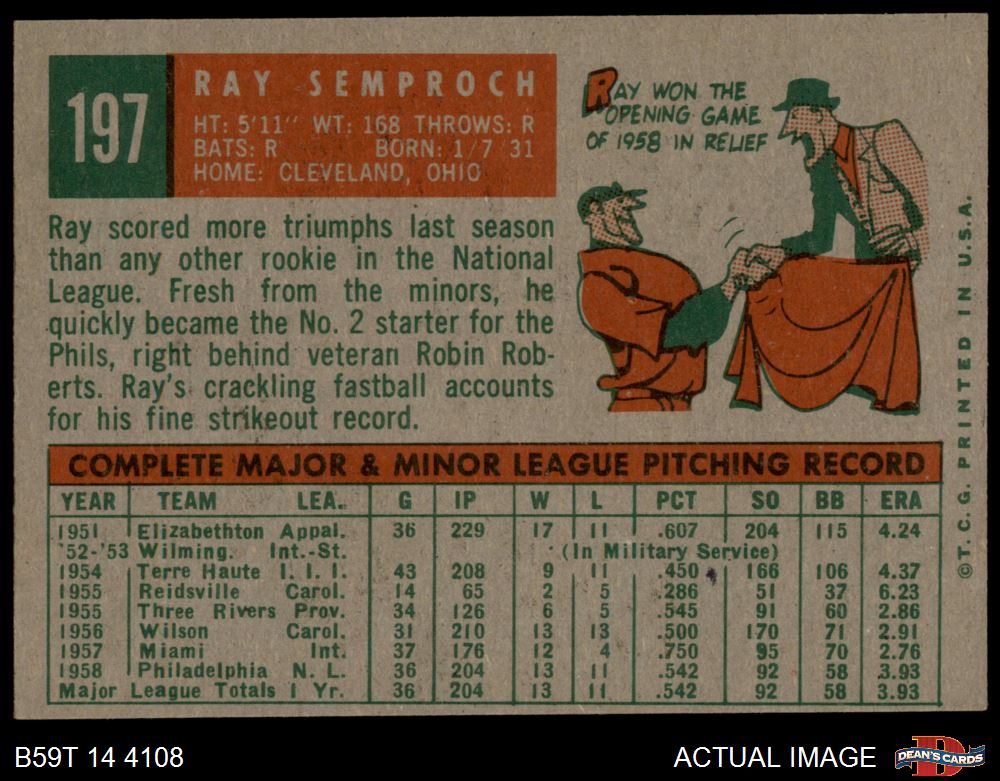 197
RAY SEMPROCH
HT: 5'11" WT: 168 THROWS: R
BATS: R BORN: 1/7 31
HOME: CLEVELAND, OHIO
RAY WON THE
OPENING GAME
OF 1958 IN RELIEF
Ray scored more triumphs last season
than any other rookie in the National
League. Fresh from the minors, he
quickly became the No. 2 starter for the
Phils, right behind veteran Robin Rob-
erts. Ray's crackling fastball accounts
for his fine strikeout record.
COMPLETE MAJOR & MINOR LEAGUE PITCHING RECORD
YEAR TEAM LEA. G IP W L PCT SO BB ERA
1951 Elizabethton Appal. 36 229 17 11 .607 204 115 4.24
'52-'53 Wilming. Int.-St. (In Military Service)
1954 Terre Haute I. I. I. 43 208 9 11 .450 166 106 4.37
1955 Reidsville Carol. 14 65 2 5 .286 51 37 6.23
1955 Three Rivers Prov. 34 126 6 5 .545 91 60 2.86
1956 Wilson Carol. 31 210 13 13 .500 170 71 2.91
1957 Miami Int. 37 176 12 4 .750 95 70 2.76
1958 Philadelphia N. L. 36 204 13 11 .542 92 58 3.93
Major League Totals 1 Yr. 36 204 13 11 .542 92 58 3.93
©T.C.G. PRINTED IN U.S.A.
B59T 14 4108
ACTUAL IMAGE
D
DEAN'S CARDS